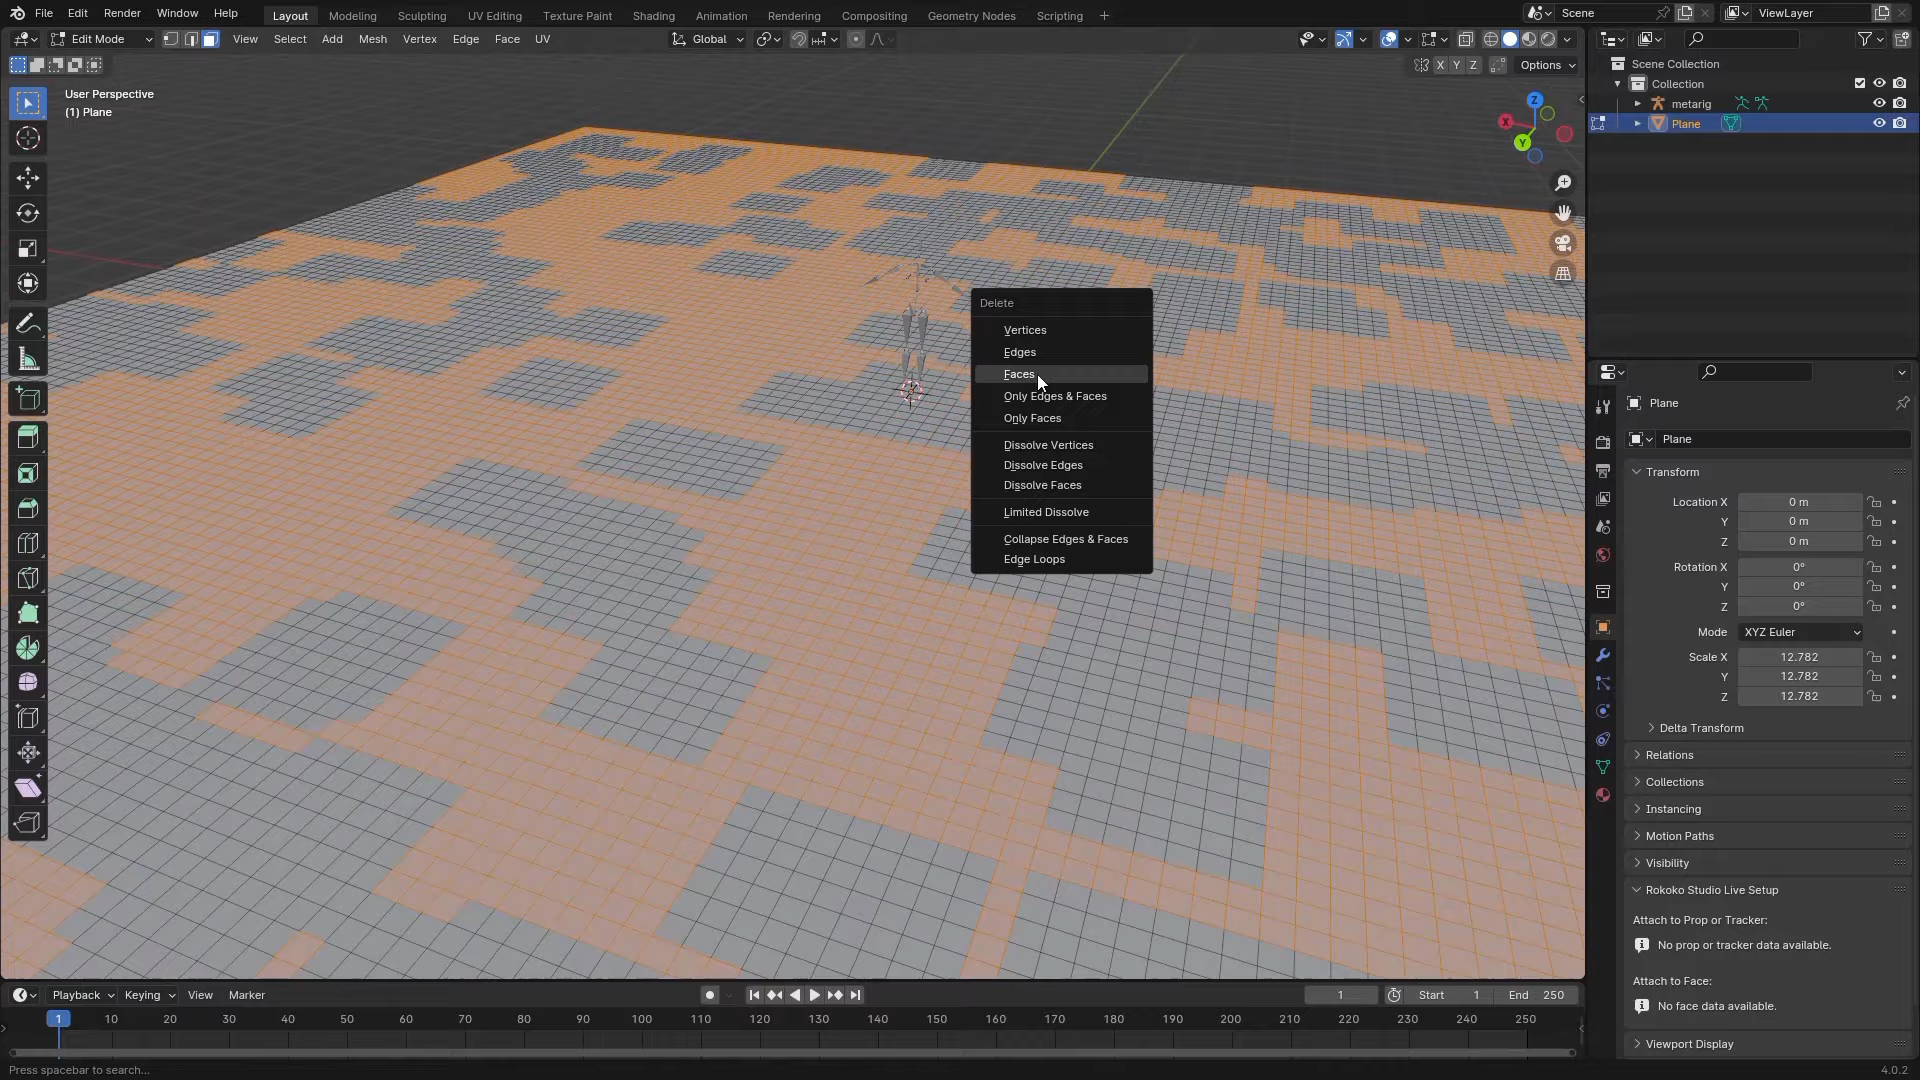 File Edit Render Window Help Layout Modeling Sculpting UV Editing Texture Paint Shading Animation Rendering Compositing Geometry Nodes Scripting + Scene ViewLayer
Edit Mode View Select Add Mesh Vertex Edge Face UV Global
X Y Z Options
User Perspective
(1) Plane
Z
X
Y
Scene Collection
Collection
metarig
Plane
Delete
Vertices
Edges
Faces
Only Edges & Faces
Only Faces
Dissolve Vertices
Dissolve Edges
Dissolve Faces
Limited Dissolve
Collapse Edges & Faces
Edge Loops
Plane
Plane
Transform
Location X 0 m
Y 0 m
Z 0 m
Rotation X 0°
Y 0°
Z 0°
Mode XYZ Euler
Scale X 12.782
Y 12.782
Z 12.782
Delta Transform
Relations
Collections
Instancing
Motion Paths
Visibility
Rokoko Studio Live Setup
Attach to Prop or Tracker:
No prop or tracker data available.
Attach to Face:
No face data available.
Viewport Display
Playback Keying View Marker 1 Start 1 End 250
1 10 20 30 40 50 60 70 80 90 100 110 120 130 140 150 160 170 180 190 200 210 220 230 240 250
Press spacebar to search... 4.0.2